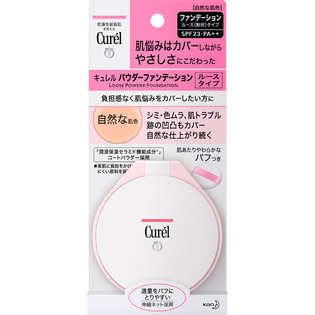 【自然な肌色】
乾燥性敏感肌
Curél
ファンデーション
ルース(粉状)タイプ
SPF23・PA++
肌悩みはカバーしながら
やさしさにこだわった
キュレル パウダーファンデーション
LOOSE POWDER FOUNDATION
ルース
タイプ
負担感なく肌悩みをカバーしたい方に
自然な肌色
シミ・色ムラ、肌トラブル
跡の凹凸もカバー
自然な仕上がり続く
「潤浸保湿セラミド機能成分」
コートパウダー採用
肌あたりやわらかな
パフつき
Curél
適量をパフに
とりやすい
伸縮ネット採用
Kao